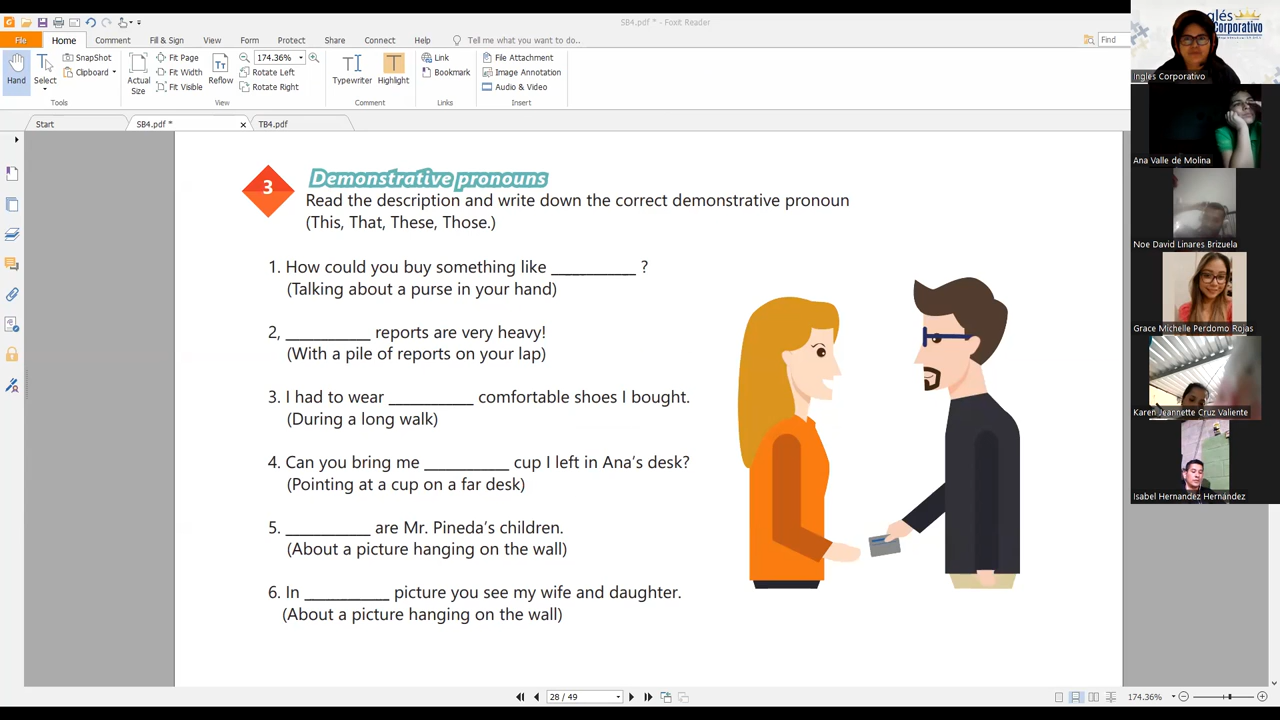 SB4.pdf * - Foxit Reader
File Home Comment Fill & Sign View Form Protect Share Connect Help Tell me what you want to do..
Find
Hand
Select
SnapShot
Clipboard
Tools
Actual Size
Fit Page
Fit Width
Fit Visible
Reflow
174.36%
Rotate Left
Rotate Right
View
Typewriter
Highlight
Comment
Link
Bookmark
Links
File Attachment
Image Annotation
Audio & Video
Insert
Start
SB4.pdf *
TB4.pdf
3
Demonstrative pronouns
Read the description and write down the correct demonstrative pronoun
(This, That, These, Those.)
1. How could you buy something like ___________ ?
(Talking about a purse in your hand)
2, ___________ reports are very heavy!
(With a pile of reports on your lap)
3. I had to wear ___________ comfortable shoes I bought.
(During a long walk)
4. Can you bring me ___________ cup I left in Ana's desk?
(Pointing at a cup on a far desk)
5. ___________ are Mr. Pineda's children.
(About a picture hanging on the wall)
6. In ___________ picture you see my wife and daughter.
(About a picture hanging on the wall)
28 / 49
174.36%
Corporativo
Ingles Corporativo
Ana Valle de Molina
Noe David Linares Brizuela
Grace Michelle Perdomo Rojas
Karen Jeannette Cruz Valiente
Isabel Hernandez Hernández